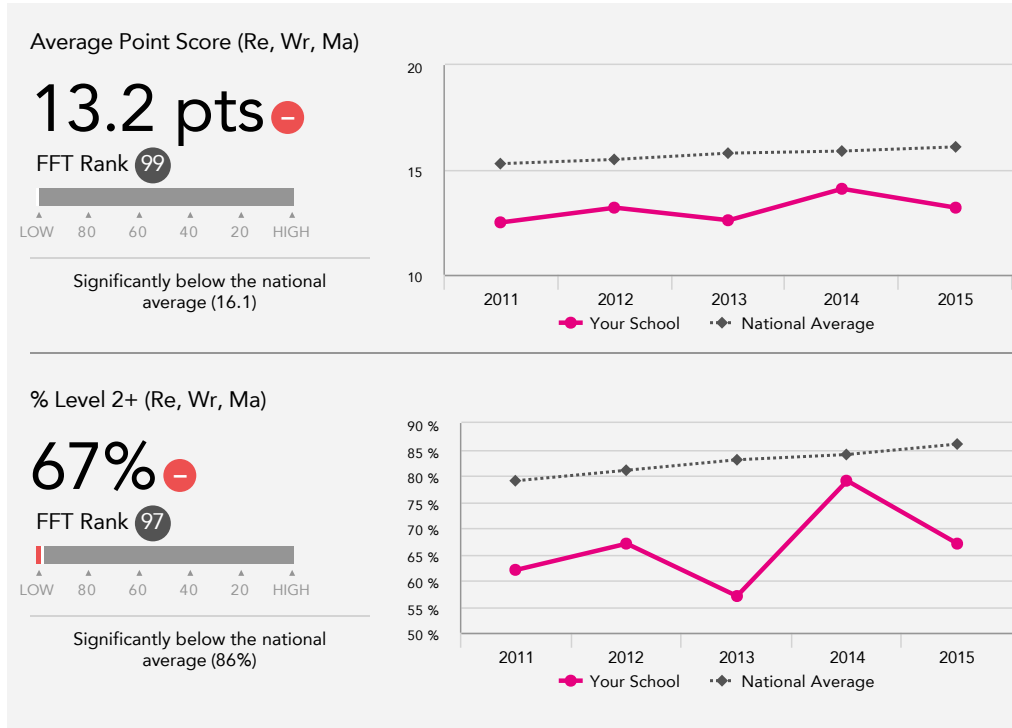 Average Point Score (Re, Wr, Ma)
13.2 pts –
FFT Rank 99
LOW 80 60 40 20 HIGH
Significantly below the national
average (16.1)
20
15
10
2011 2012 2013 2014 2015
Your School National Average
% Level 2+ (Re, Wr, Ma)
67% –
FFT Rank 97
LOW 80 60 40 20 HIGH
Significantly below the national
average (86%)
90 %
85 %
80 %
75 %
70 %
65 %
60 %
55 %
50 %
2011 2012 2013 2014 2015
Your School National Average